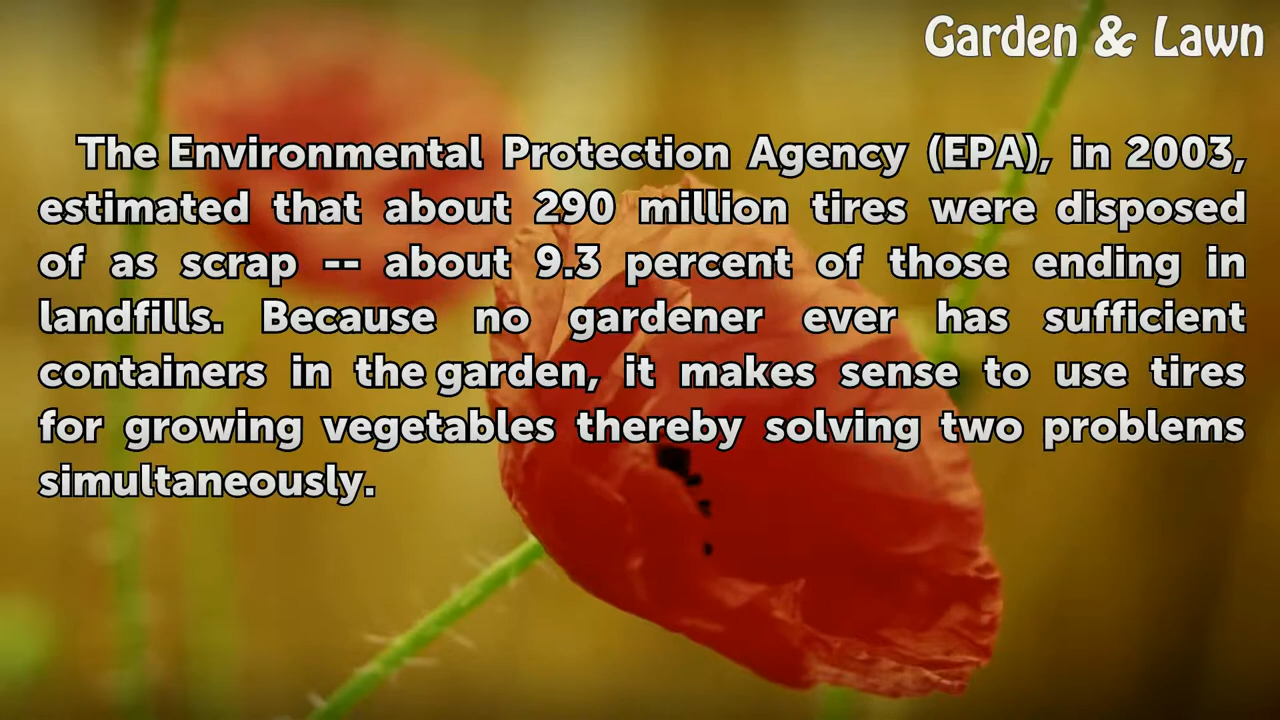 Garden & Lawn
The Environmental Protection Agency (EPA), in 2003,
estimated that about 290 million tires were disposed
of as scrap -- about 9.3 percent of those ending in
landfills. Because no gardener ever has sufficient
containers in the garden, it makes sense to use tires
for growing vegetables thereby solving two problems
simultaneously.